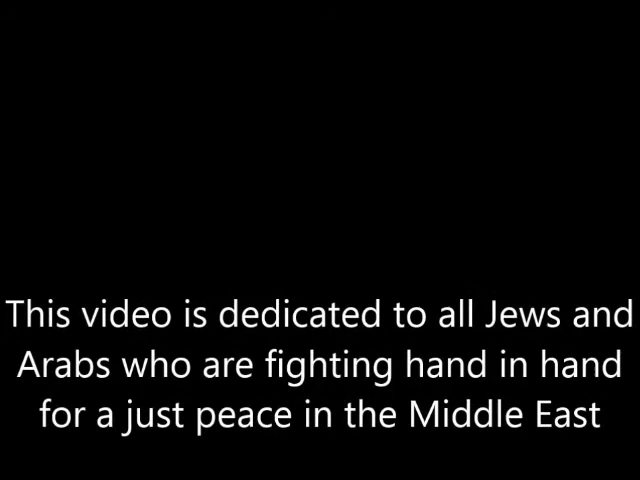 This video is dedicated to all Jews and
Arabs who are fighting hand in hand
for a just peace in the Middle East